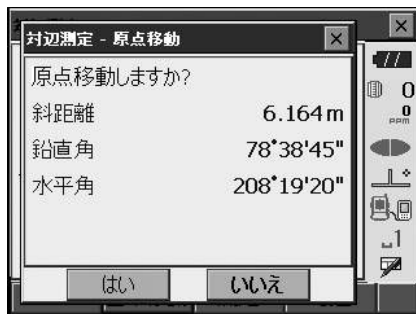 対辺測定 - 原点移動
原点移動しますか?
斜距離 6.164m
鉛直角 78°38'45"
水平角 208°19'20"
はい いいえ
0
0
ppm
1